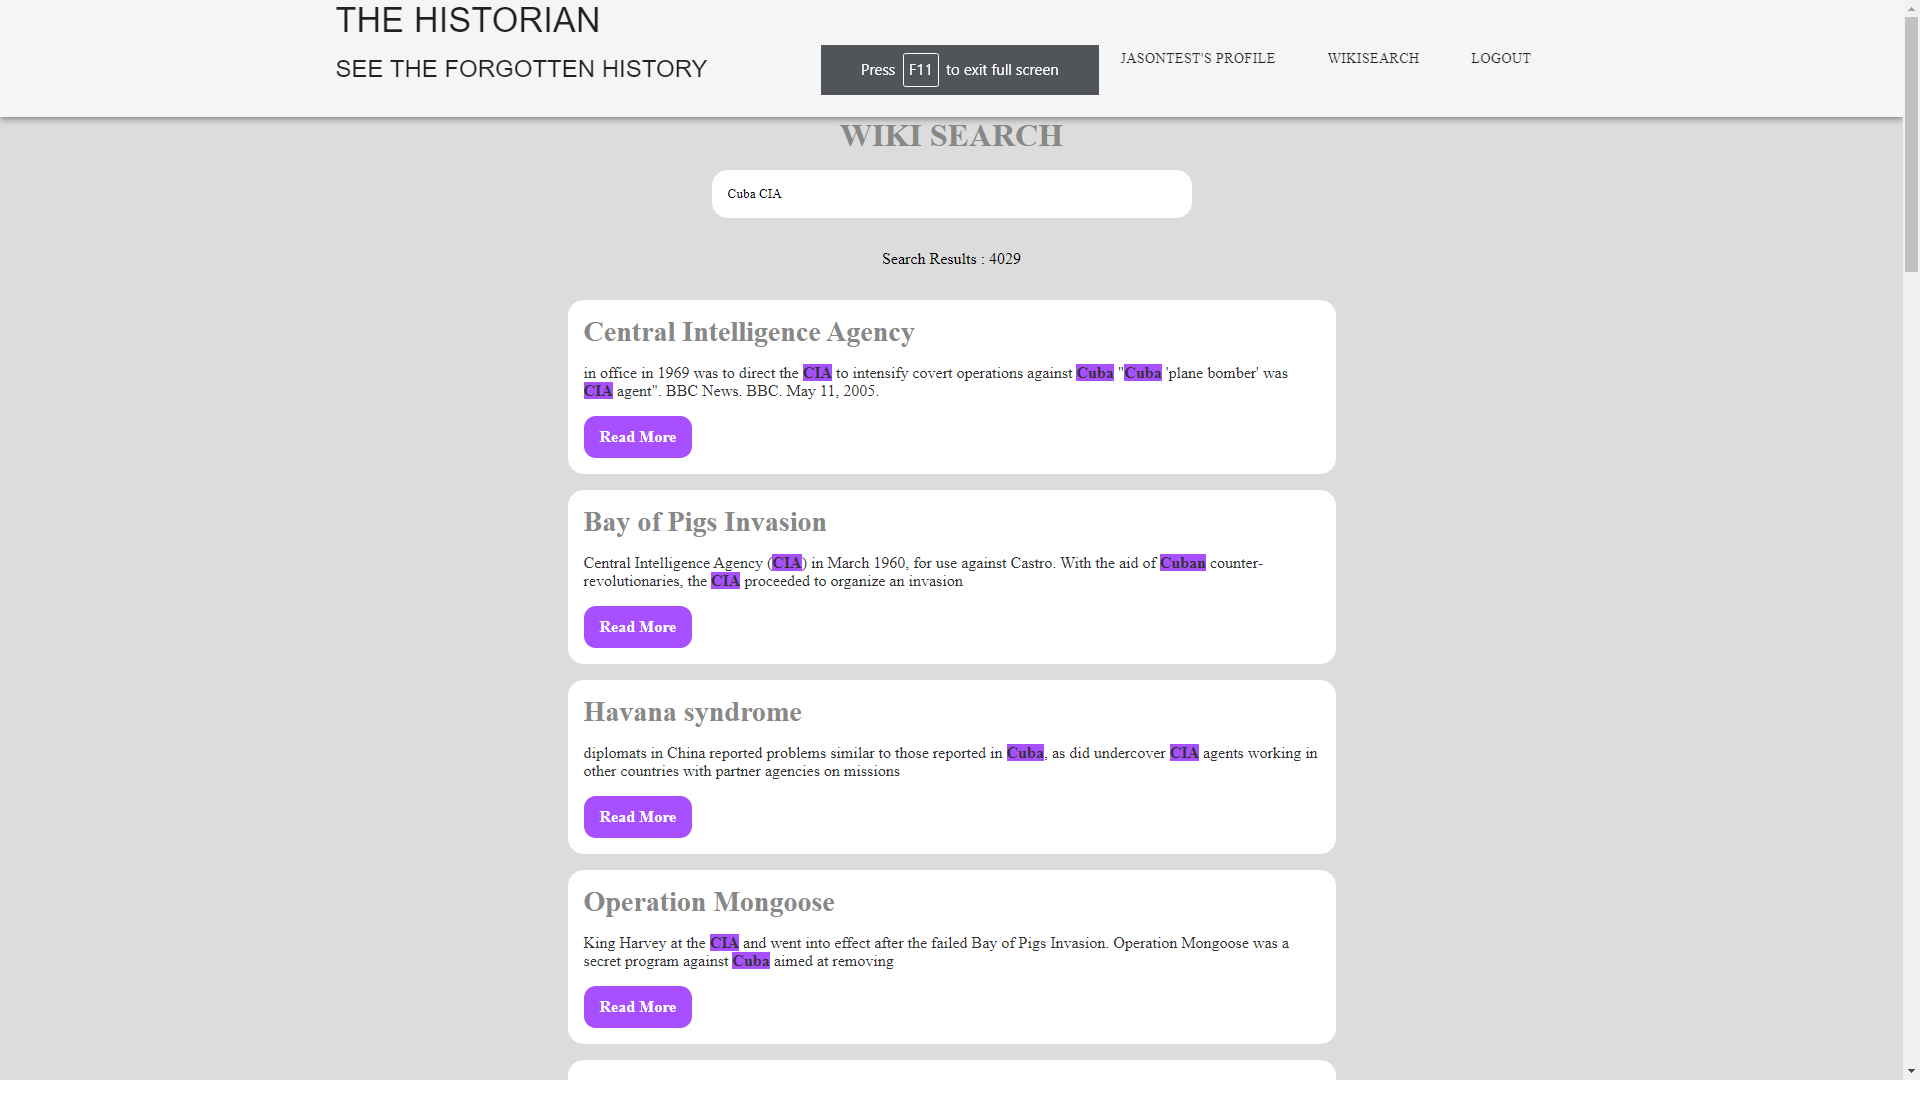 THE HISTORIAN
SEE THE FORGOTTEN HISTORY
Press F11 to exit full screen
JASONTEST'S PROFILE
WIKISEARCH
LOGOUT
WIKI SEARCH
Cuba CIA
Search Results : 4029
Central Intelligence Agency
in office in 1969 was to direct the CIA to intensify covert operations against Cuba "Cuba 'plane bomber' was
CIA agent". BBC News. BBC. May 11, 2005.
Read More
Bay of Pigs Invasion
Central Intelligence Agency (CIA) in March 1960, for use against Castro. With the aid of Cuban counter-
revolutionaries, the CIA proceeded to organize an invasion
Read More
Havana syndrome
diplomats in China reported problems similar to those reported in Cuba, as did undercover CIA agents working in
other countries with partner agencies on missions
Read More
Operation Mongoose
King Harvey at the CIA and went into effect after the failed Bay of Pigs Invasion. Operation Mongoose was a
secret program against Cuba aimed at removing
Read More